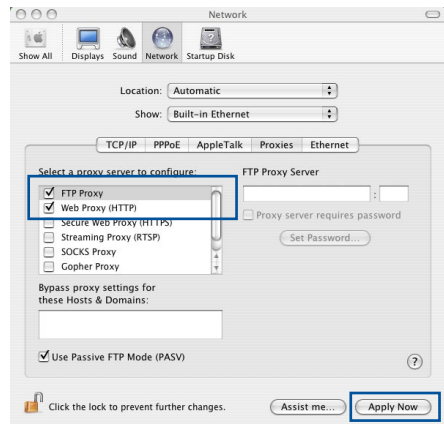 Network
Show All Displays Sound Network Startup Disk
Location: Automatic
Show: Built-in Ethernet
TCP/IP PPPoE AppleTalk Proxies Ethernet
Select a proxy server to configure: FTP Proxy Server
FTP Proxy :
Web Proxy (HTTP) Proxy server requires password
Secure Web Proxy (HTTPS)
Streaming Proxy (RTSP) Set Password...
SOCKS Proxy
Gopher Proxy
Bypass proxy settings for
these Hosts & Domains:
Use Passive FTP Mode (PASV) ?
Click the lock to prevent further changes. Assist me... Apply Now